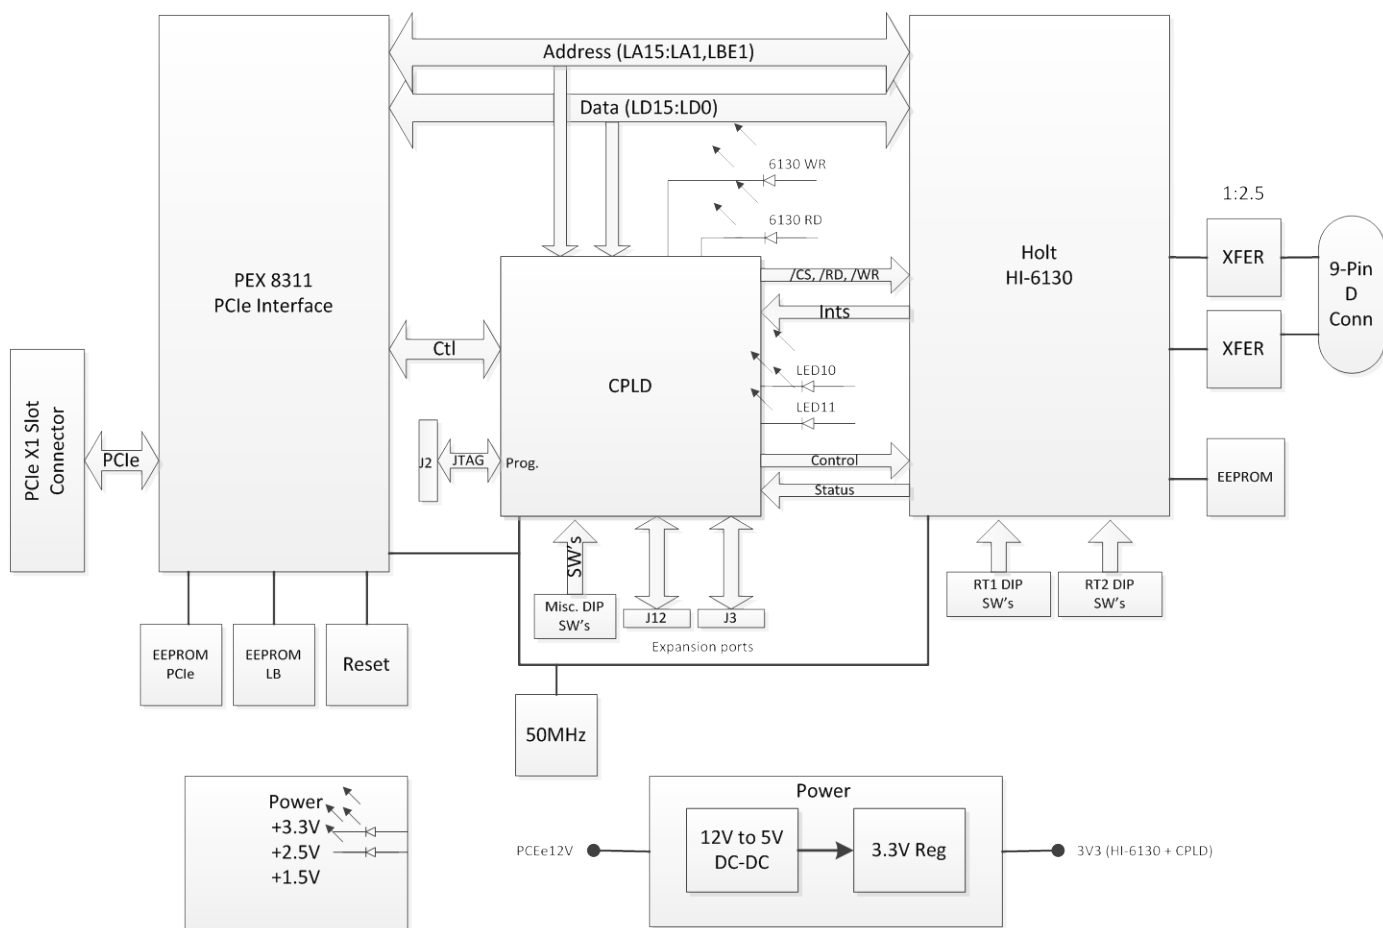 Address (LA15:LA1,LBE1)
Data (LD15:LD0)
6130 WR
6130 RD
1:2.5
PEX 8311
PCIe Interface
Holt
HI-6130
XFER
XFER
9-Pin
D
Conn
/CS, /RD, /WR
Ints
Ctl
CPLD
LED10
LED11
PCIe X1 Slot
Connector
PCIe
J2
JTAG
Prog.
Control
Status
EEPROM
SW's
Misc. DIP
SW's
J12
J3
Expansion ports
RT1 DIP
SW's
RT2 DIP
SW's
EEPROM
PCIe
EEPROM
LB
Reset
50MHz
Power
+3.3V
+2.5V
+1.5V
Power
PCEe12V
12V to 5V
DC-DC
3.3V Reg
3V3 (HI-6130 + CPLD)